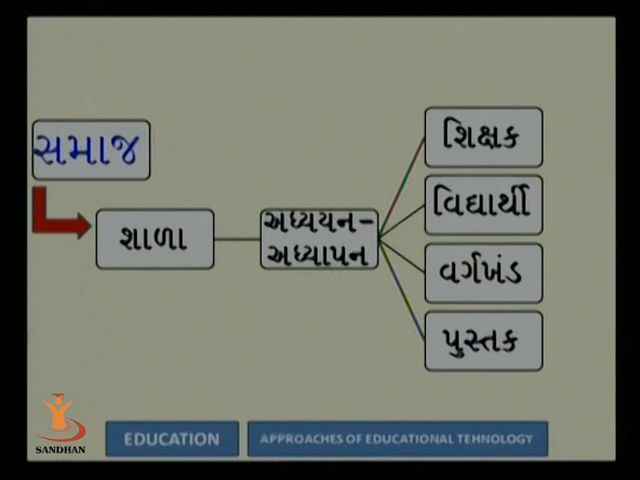 સમાજ
શાળા
અધ્યયન-
અધ્યાપન
શિક્ષક
વિદ્યાર્થી
વર્ગખંડ
પુસ્તક
SANDHAN
EDUCATION
APPROACHES OF EDUCATIONAL TEHNOLOGY